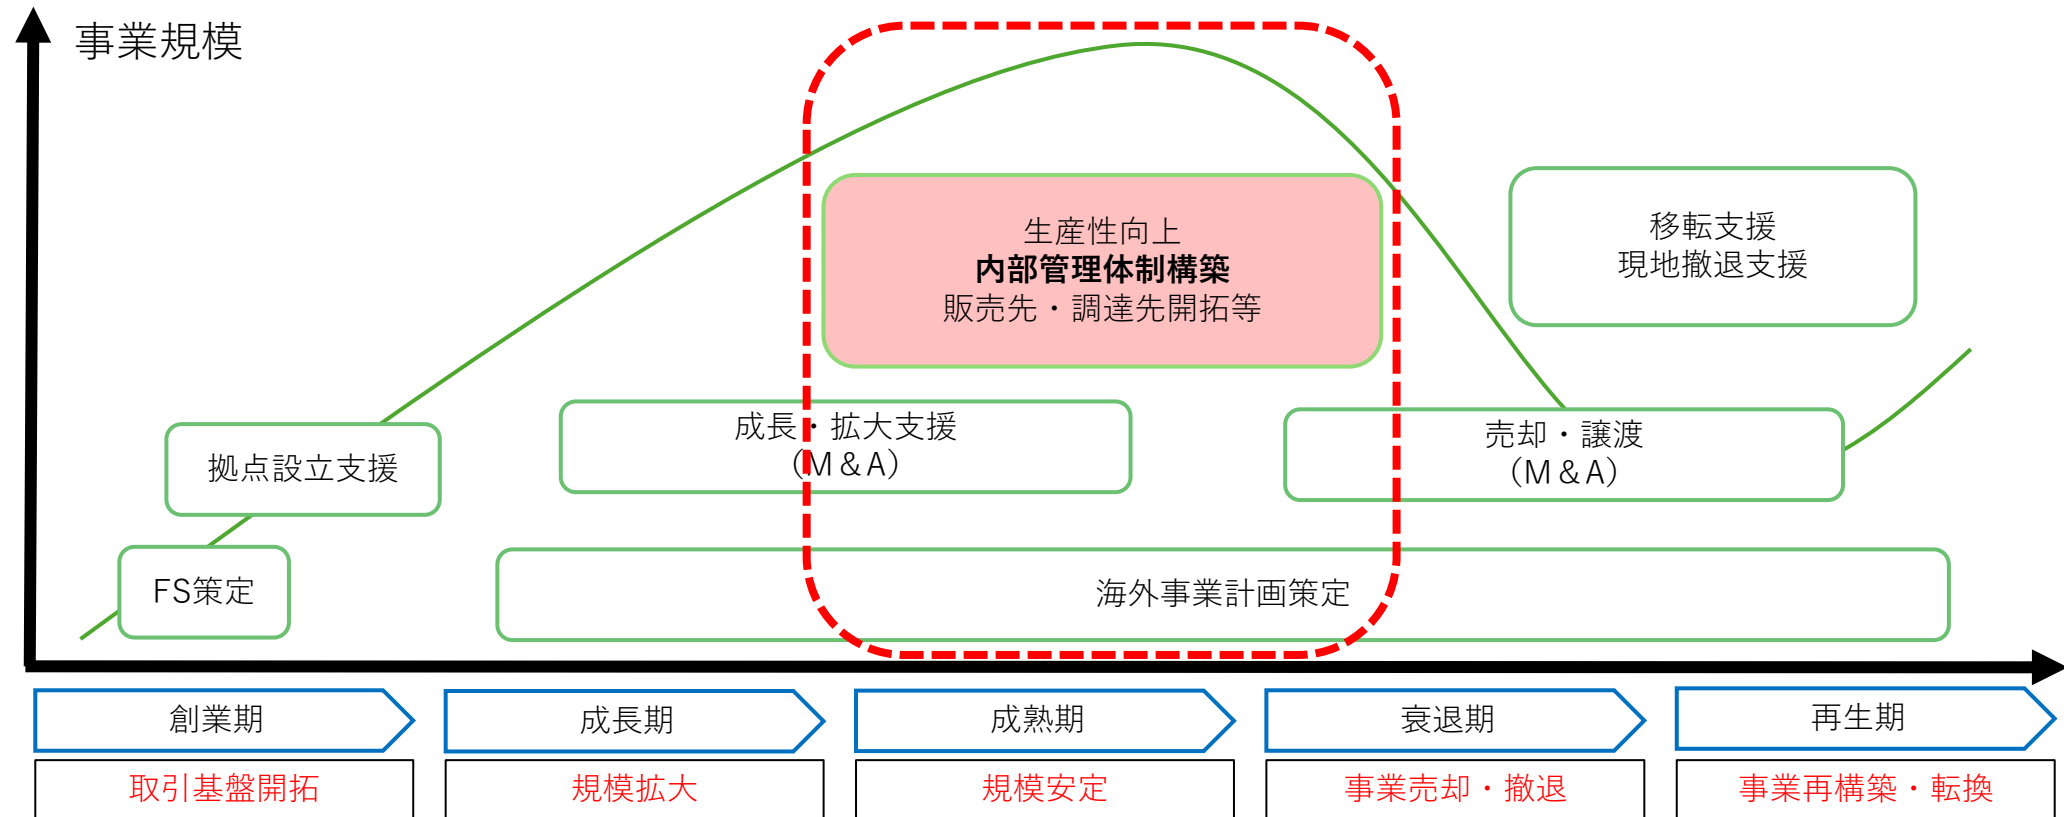 事業規模
生産性向上
内部管理体制構築
販売先・調達先開拓等
移転支援
現地撤退支援
成長・拡大支援
（M＆A）
売却・譲渡
（M＆A）
拠点設立支援
FS策定
海外事業計画策定
創業期
成長期
成熟期
衰退期
再生期
取引基盤開拓
規模拡大
規模安定
事業売却・撤退
事業再構築・転換